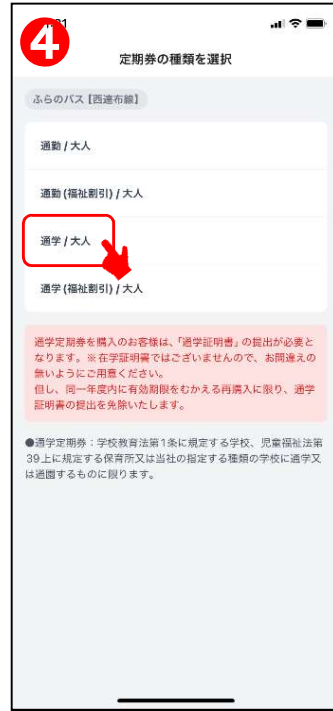 4
定期券の種類を選択
ふらのバス【西達布線】
通勤 / 大人
通勤 (福祉割引) / 大人
通学 / 大人
通学 (福祉割引) / 大人
通学定期券を購入のお客様は、「通学証明書」の提出が必要と
なります。※在学証明書ではございませんので、お間違えの
無いようにご用意ください。
但し、同一年度内に有効期限をむかえる再購入に限り、通学
証明書の提出を免除いたします。
●通学定期券：学校教育法第1条に規定する学校、児童福祉法第
39上に規定する保育所又は当社の指定する種類の学校に通学又
は通園するものに限ります。